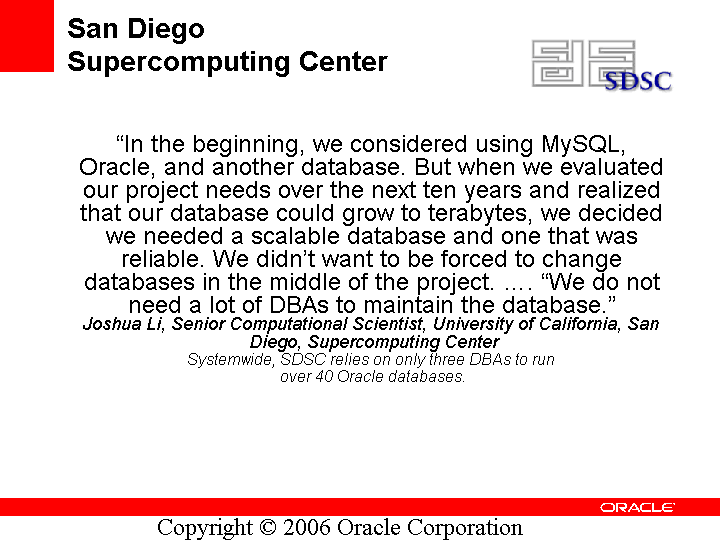 San Diego
Supercomputing Center
SDSC
“In the beginning, we considered using MySQL,
Oracle, and another database. But when we evaluated
our project needs over the next ten years and realized
that our database could grow to terabytes, we decided
we needed a scalable database and one that was
reliable. We didn’t want to be forced to change
databases in the middle of the project. …. “We do not
need a lot of DBAs to maintain the database.”
Joshua Li, Senior Computational Scientist, University of California, San
Diego, Supercomputing Center
Systemwide, SDSC relies on only three DBAs to run
over 40 Oracle databases.
ORACLE
Copyright © 2006 Oracle Corporation